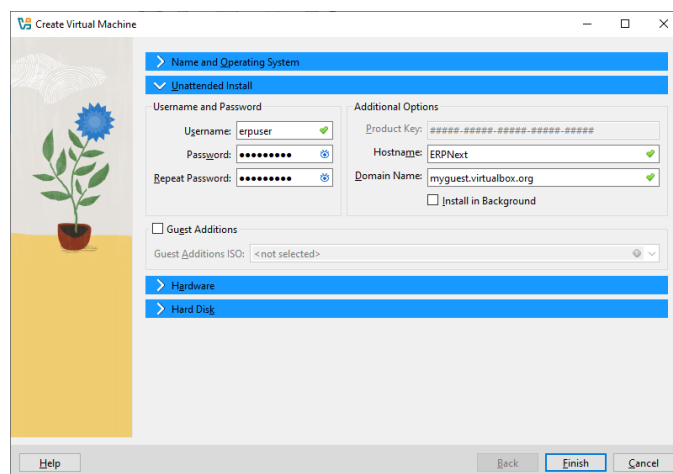 Create Virtual Machine
Name and Operating System
Unattended Install
Username and Password
Additional Options
Username: erpuser
Product Key: #####-#####-#####-#####-#####
Password: ●●●●●●●●●
Hostname: ERPNext
Repeat Password: ●●●●●●●●●
Domain Name: myguest.virtualbox.org
Install in Background
Guest Additions
Guest Additions ISO: <not selected>
Hardware
Hard Disk
Help
Back
Finish
Cancel